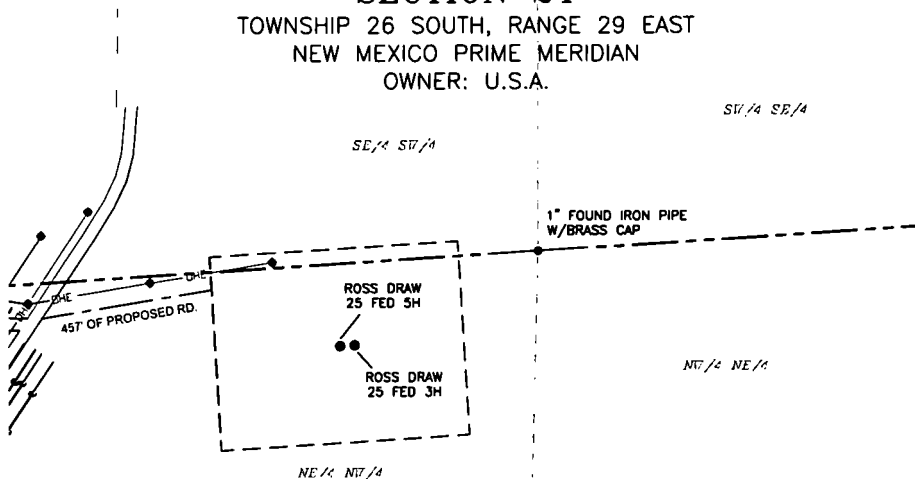 TOWNSHIP 26 SOUTH, RANGE 29 EAST
NEW MEXICO PRIME MERIDIAN
OWNER: U.S.A.
SW/4 SE/4
SE/4 SW/4
1" FOUND IRON PIPE
W/BRASS CAP
OHE
OHE
457' OF PROPOSED RD.
ROSS DRAW
25 FED 5H
ROSS DRAW
25 FED 3H
NW/4 NE/4
NE/4 NW/4